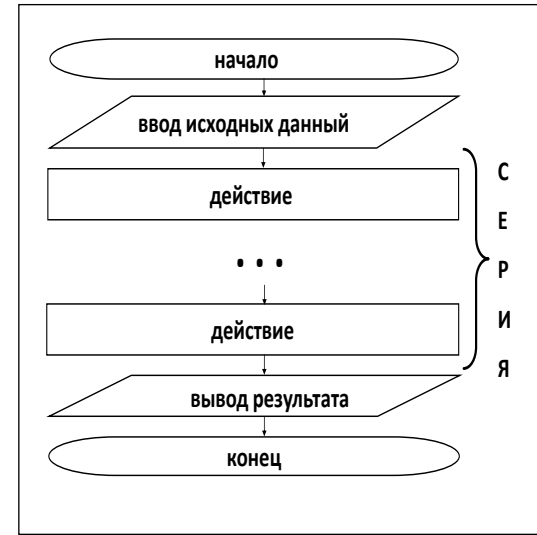 начало
ввод исходных данный
действие
...
действие
вывод результата
конец
С
Е
Р
И
Я